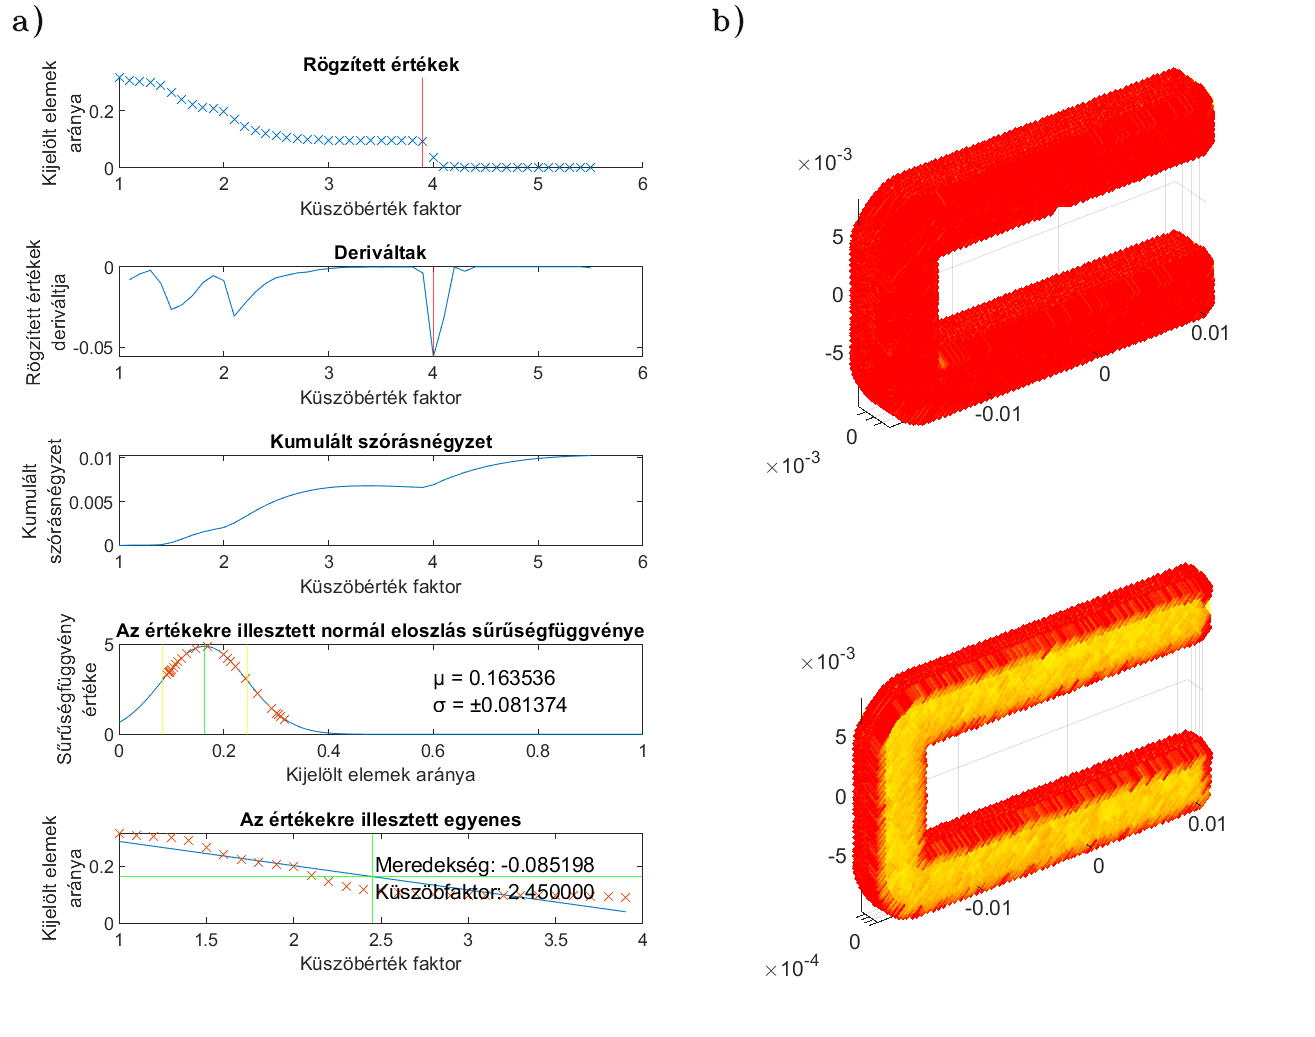 a)
Rögzített értékek
Kijelölt elemek
aránya
0.2
0
1 2 3 4 5 6
Küszöbérték faktor
Deriváltak
Rögzített értékek
deriváltja
0
-0.05
1 2 3 4 5 6
Küszöbérték faktor
Kumulált szórásnégyzet
Kumulált
szórásnégyzet
0.01
0.005
0
1 2 3 4 5 6
Küszöbérték faktor
Az értékekre illesztett normál eloszlás sűrűségfüggvénye
Sűrűségfüggvény
értéke
5
0
μ = 0.163536
σ = ±0.081374
0 0.2 0.4 0.6 0.8 1
Kijelölt elemek aránya
Az értékekre illesztett egyenes
Kijelölt elemek
aránya
0.2
0
Meredekség: -0.085198
Küszöbfaktor: 2.450000
1 1.5 2 2.5 3 3.5 4
Küszöbérték faktor
b)
×10-3
5
0
-5
0.01
0
-0.01
0
×10-3
×10-3
5
0
-5
0.01
0
-0.01
0
×10-4